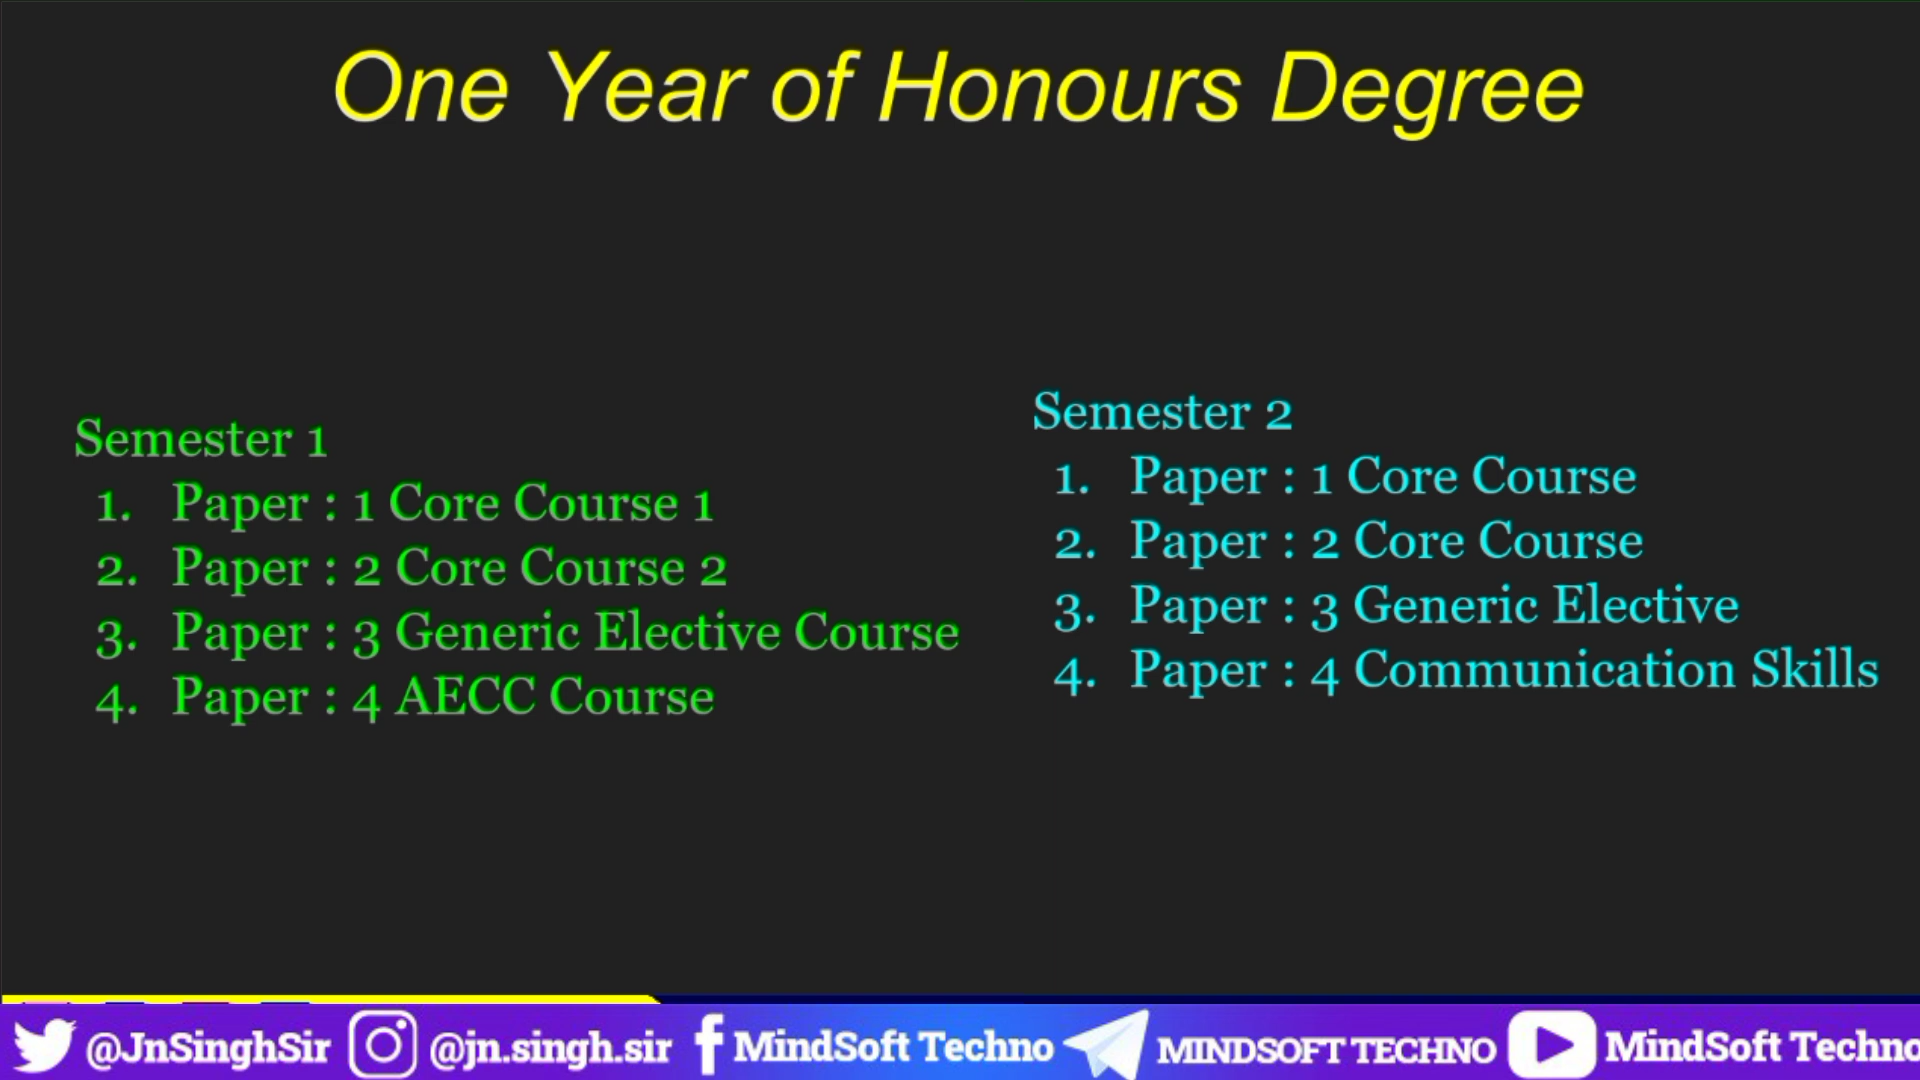 One Year of Honours Degree
Semester 1
1. Paper : 1 Core Course 1
2. Paper : 2 Core Course 2
3. Paper : 3 Generic Elective Course
4. Paper : 4 AECC Course
Semester 2
1. Paper : 1 Core Course
2. Paper : 2 Core Course
3. Paper : 3 Generic Elective
4. Paper : 4 Communication Skills
@JnSinghSir @jn.singh.sir MindSoft Techno MINDSOFT TECHNO MindSoft Techno